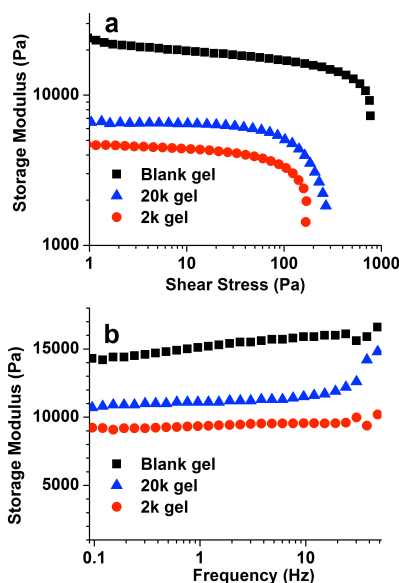 a
Storage Modulus (Pa)
10000
1000
Blank gel
20k gel
2k gel
1 10 100 1000
Shear Stress (Pa)
b
Storage Modulus (Pa)
15000
10000
5000
Blank gel
20k gel
2k gel
0.1 1 10
Frequency (Hz)